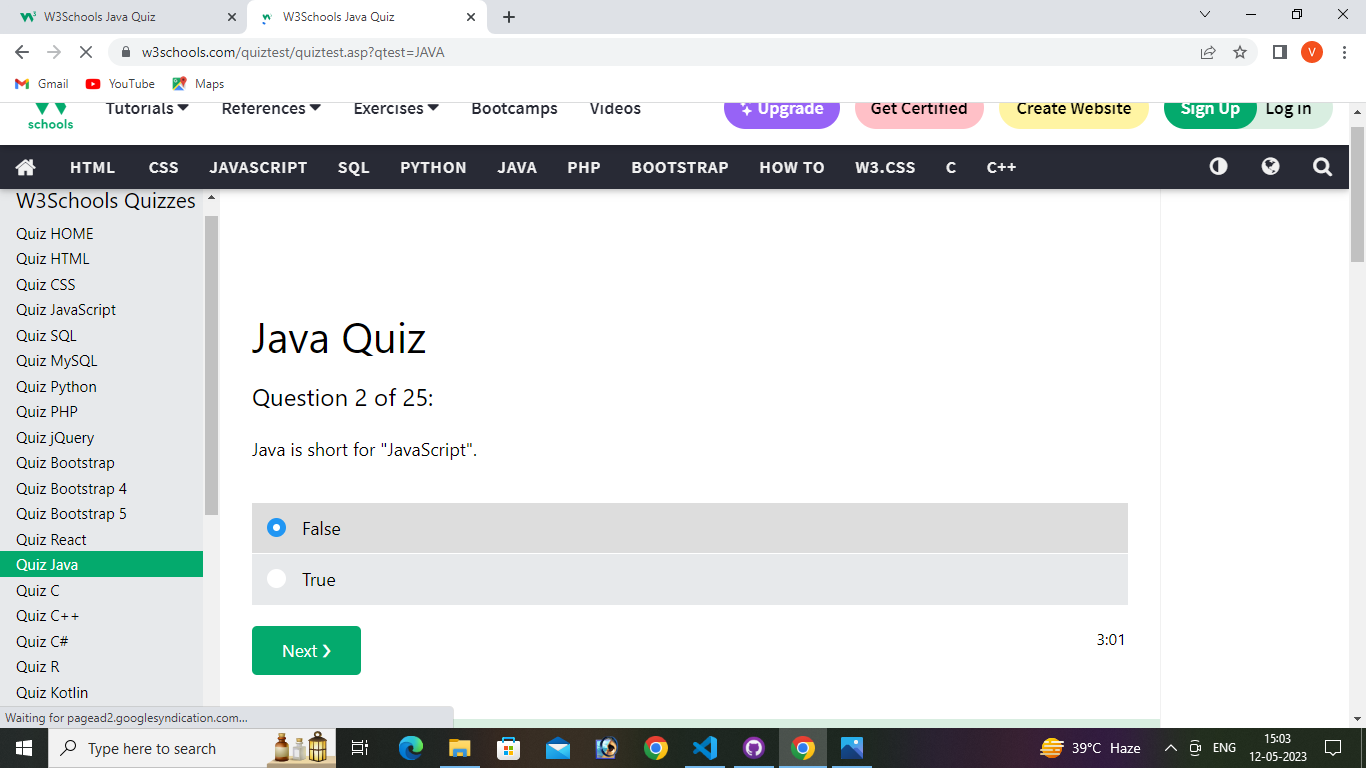 W3Schools Java Quiz
W3Schools Java Quiz
w3schools.com/quiztest/quiztest.asp?qtest=JAVA
V
Gmail
YouTube
Maps
schools
Tutorials
References
Exercises
Bootcamps
Videos
Upgrade
Get Certified
Create Website
Sign Up
Log in
HTML
CSS
JAVASCRIPT
SQL
PYTHON
JAVA
PHP
BOOTSTRAP
HOW TO
W3.CSS
C
C++
W3Schools Quizzes
Quiz HOME
Quiz HTML
Quiz CSS
Quiz JavaScript
Quiz SQL
Quiz MySQL
Quiz Python
Quiz PHP
Quiz jQuery
Quiz Bootstrap
Quiz Bootstrap 4
Quiz Bootstrap 5
Quiz React
Quiz Java
Quiz C
Quiz C++
Quiz C#
Quiz R
Quiz Kotlin
Java Quiz
Question 2 of 25:
Java is short for "JavaScript".
False
True
Next ❯
3:01
Waiting for pagead2.googlesyndication.com...
Type here to search
39°C Haze
ENG
15:03
12-05-2023